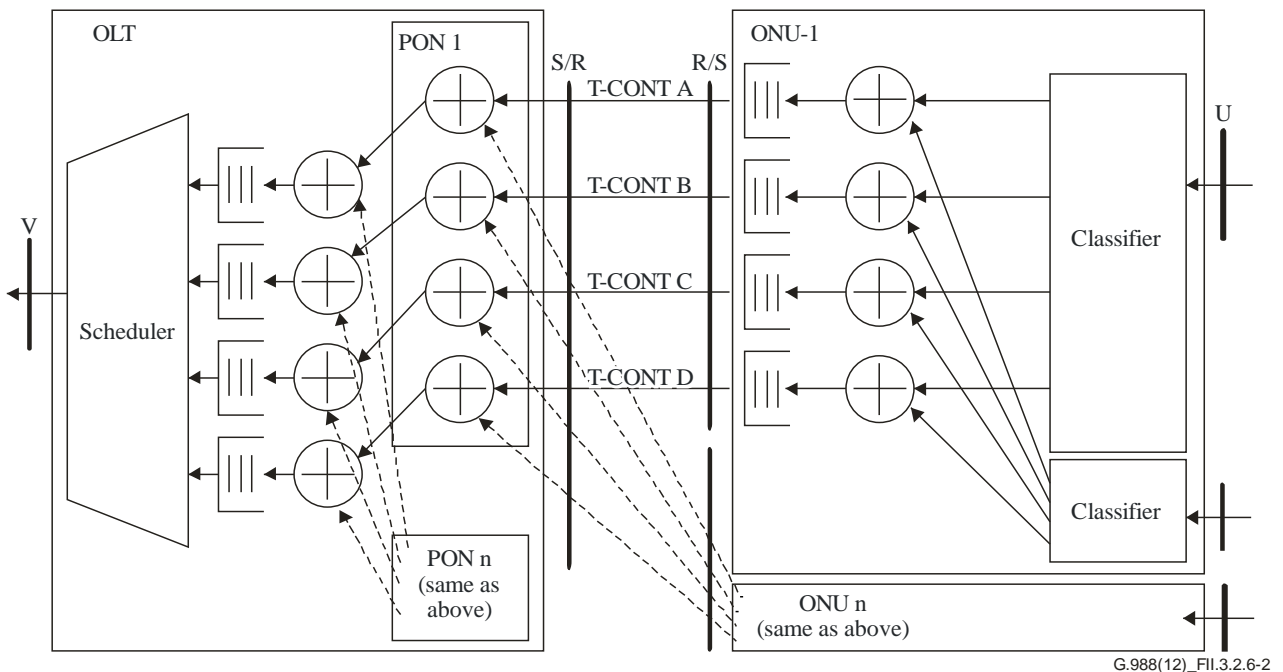 OLT
PON 1
S/R
R/S
ONU-1
T-CONT A
T-CONT B
T-CONT C
T-CONT D
U
V
Scheduler
Classifier
Classifier
PON n
(same as
above)
ONU n
(same as above)
G.988(12)_FII.3.2.6-2